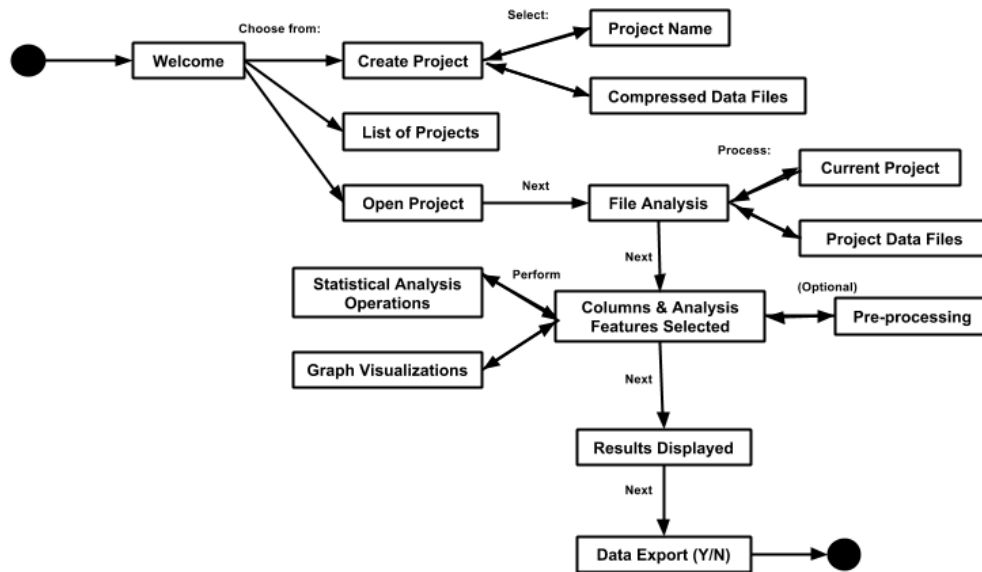 Choose from:
Select:
Project Name
Welcome
Create Project
Compressed Data Files
List of Projects
Process:
Current Project
Open Project
Next
File Analysis
Project Data Files
Next
Statistical Analysis
Operations
Perform
Columns & Analysis
Features Selected
(Optional)
Pre-processing
Graph Visualizations
Next
Results Displayed
Next
Data Export (Y/N)